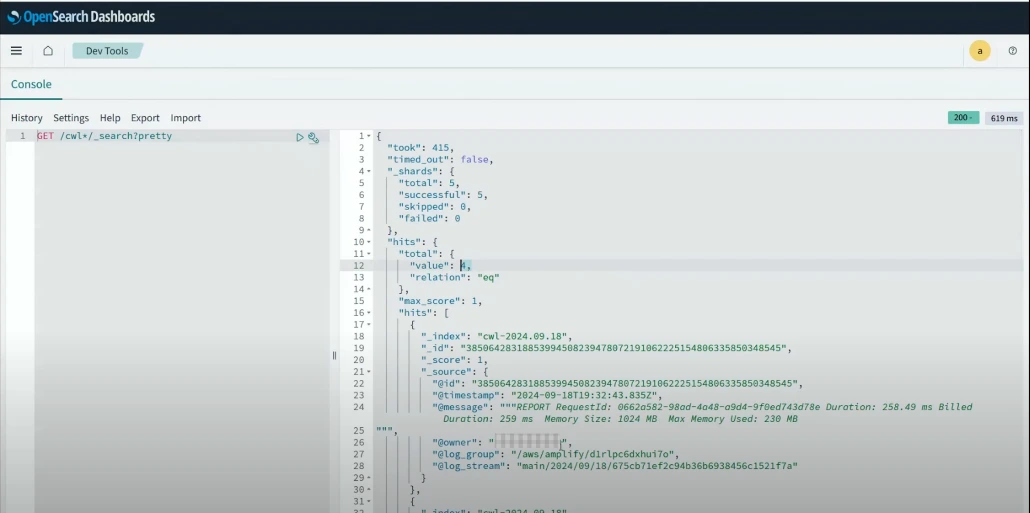 OpenSearch Dashboards
Dev Tools
a
Console
History Settings Help Export Import
200 -
619 ms
1 GET /cwl*/_search?pretty
1 {
2 "took": 415,
3 "timed_out": false,
4 "_shards": {
5 "total": 5,
6 "successful": 5,
7 "skipped": 0,
8 "failed": 0
9 },
10 "hits": {
11 "total": {
12 "value": 4,
13 "relation": "eq"
14 },
15 "max_score": 1,
16 "hits": [
17 {
18 "_index": "cwl-2024.09.18",
19 "_id": "38506428318853994508239478072191062225154806335850348545",
20 "_score": 1,
21 "_source": {
22 "@id": "38506428318853994508239478072191062225154806335850348545",
23 "@timestamp": "2024-09-18T19:32:43.835Z",
24 "@message": """REPORT RequestId: 0662a582-98ad-4a48-a9d4-9f0ed743d78e Duration: 258.49 ms Billed
Duration: 259 ms Memory Size: 1024 MB Max Memory Used: 230 MB
25 """,
26 "@owner": "",
27 "@log_group": "/aws/amplify/d1rlpc6dxhui7o",
28 "@log_stream": "main/2024/09/18/675cb71ef2c94b36b6938456c1521f7a"
29 }
30 },
31 {
32 "_index": "cwl-2024.09.18"